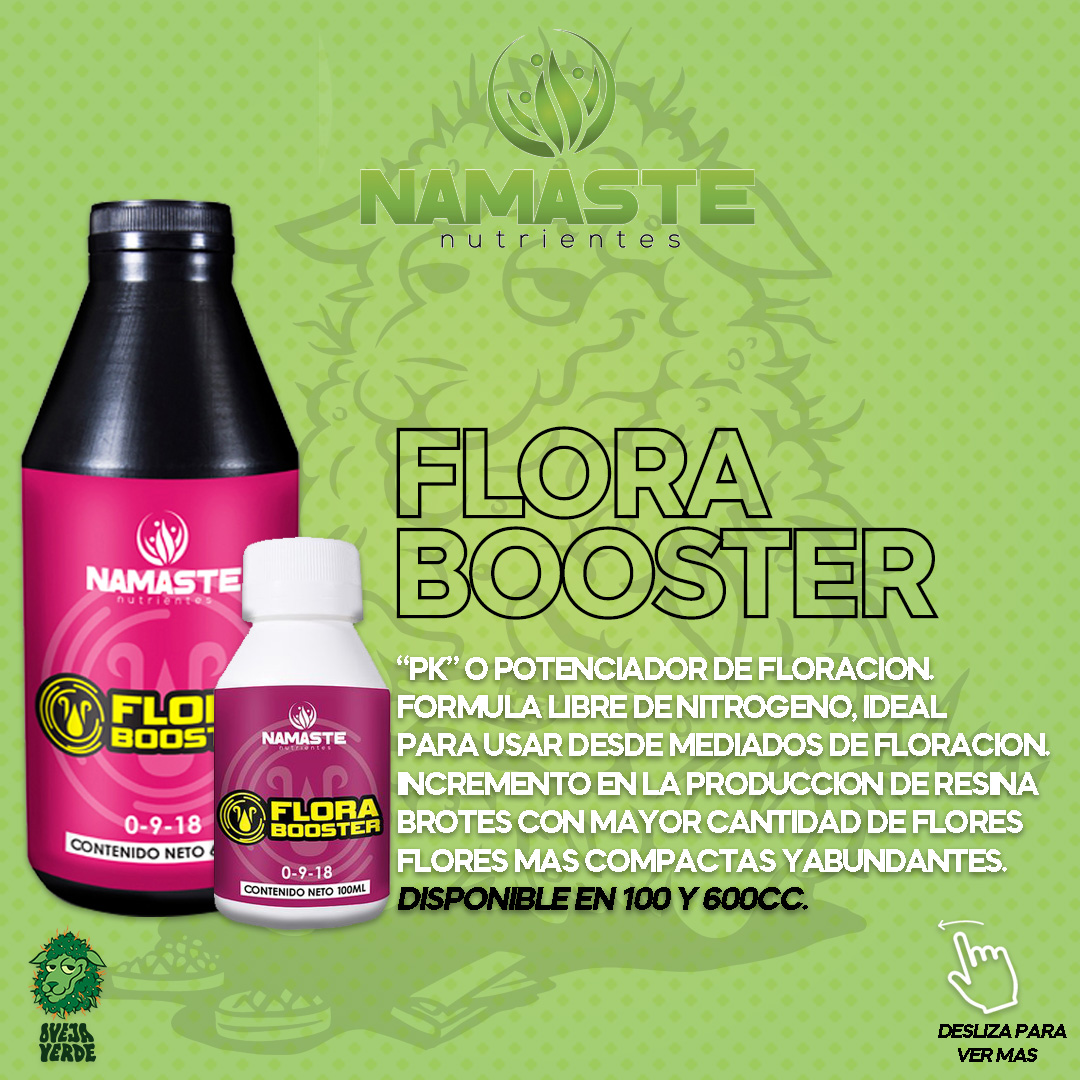 NAMASTE
nutrientes
FLORA
BOOSTER
“PK” O POTENCIADOR DE FLORACION.
FORMULA LIBRE DE NITROGENO, IDEAL
PARA USAR DESDE MEDIADOS DE FLORACION.
INCREMENTO EN LA PRODUCCION DE RESINA
BROTES CON MAYOR CANTIDAD DE FLORES
FLORES MAS COMPACTAS YABUNDANTES.
DISPONIBLE EN 100 Y 600CC.
NAMASTE
nutrientes
FLO
BOOST
0-9-18
CONTENIDO NETO 6
NAMASTE
nutrientes
FLORA
BOOSTER
0-9-18
CONTENIDO NETO 100ML
OVEJA
VERDE
DESLIZA PARA
VER MAS